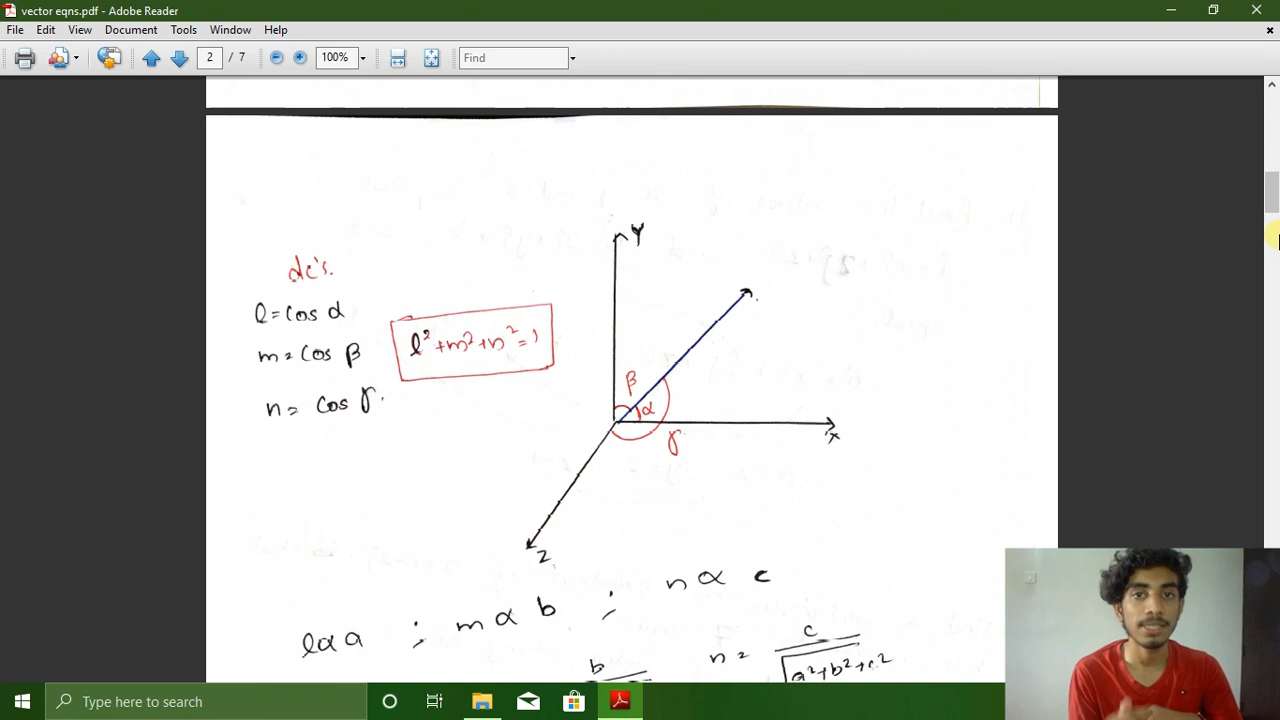 vector eqns.pdf - Adobe Reader
File Edit View Document Tools Window Help
2 / 7 100% Find
Y
dc's.
l = cos α
m = cos β
n = cos γ.
l² + m² + n² = 1
β
α
γ
X
Z
l α a ; m α b ; n α c
b
n = c
√a²+b²+c²
Type here to search